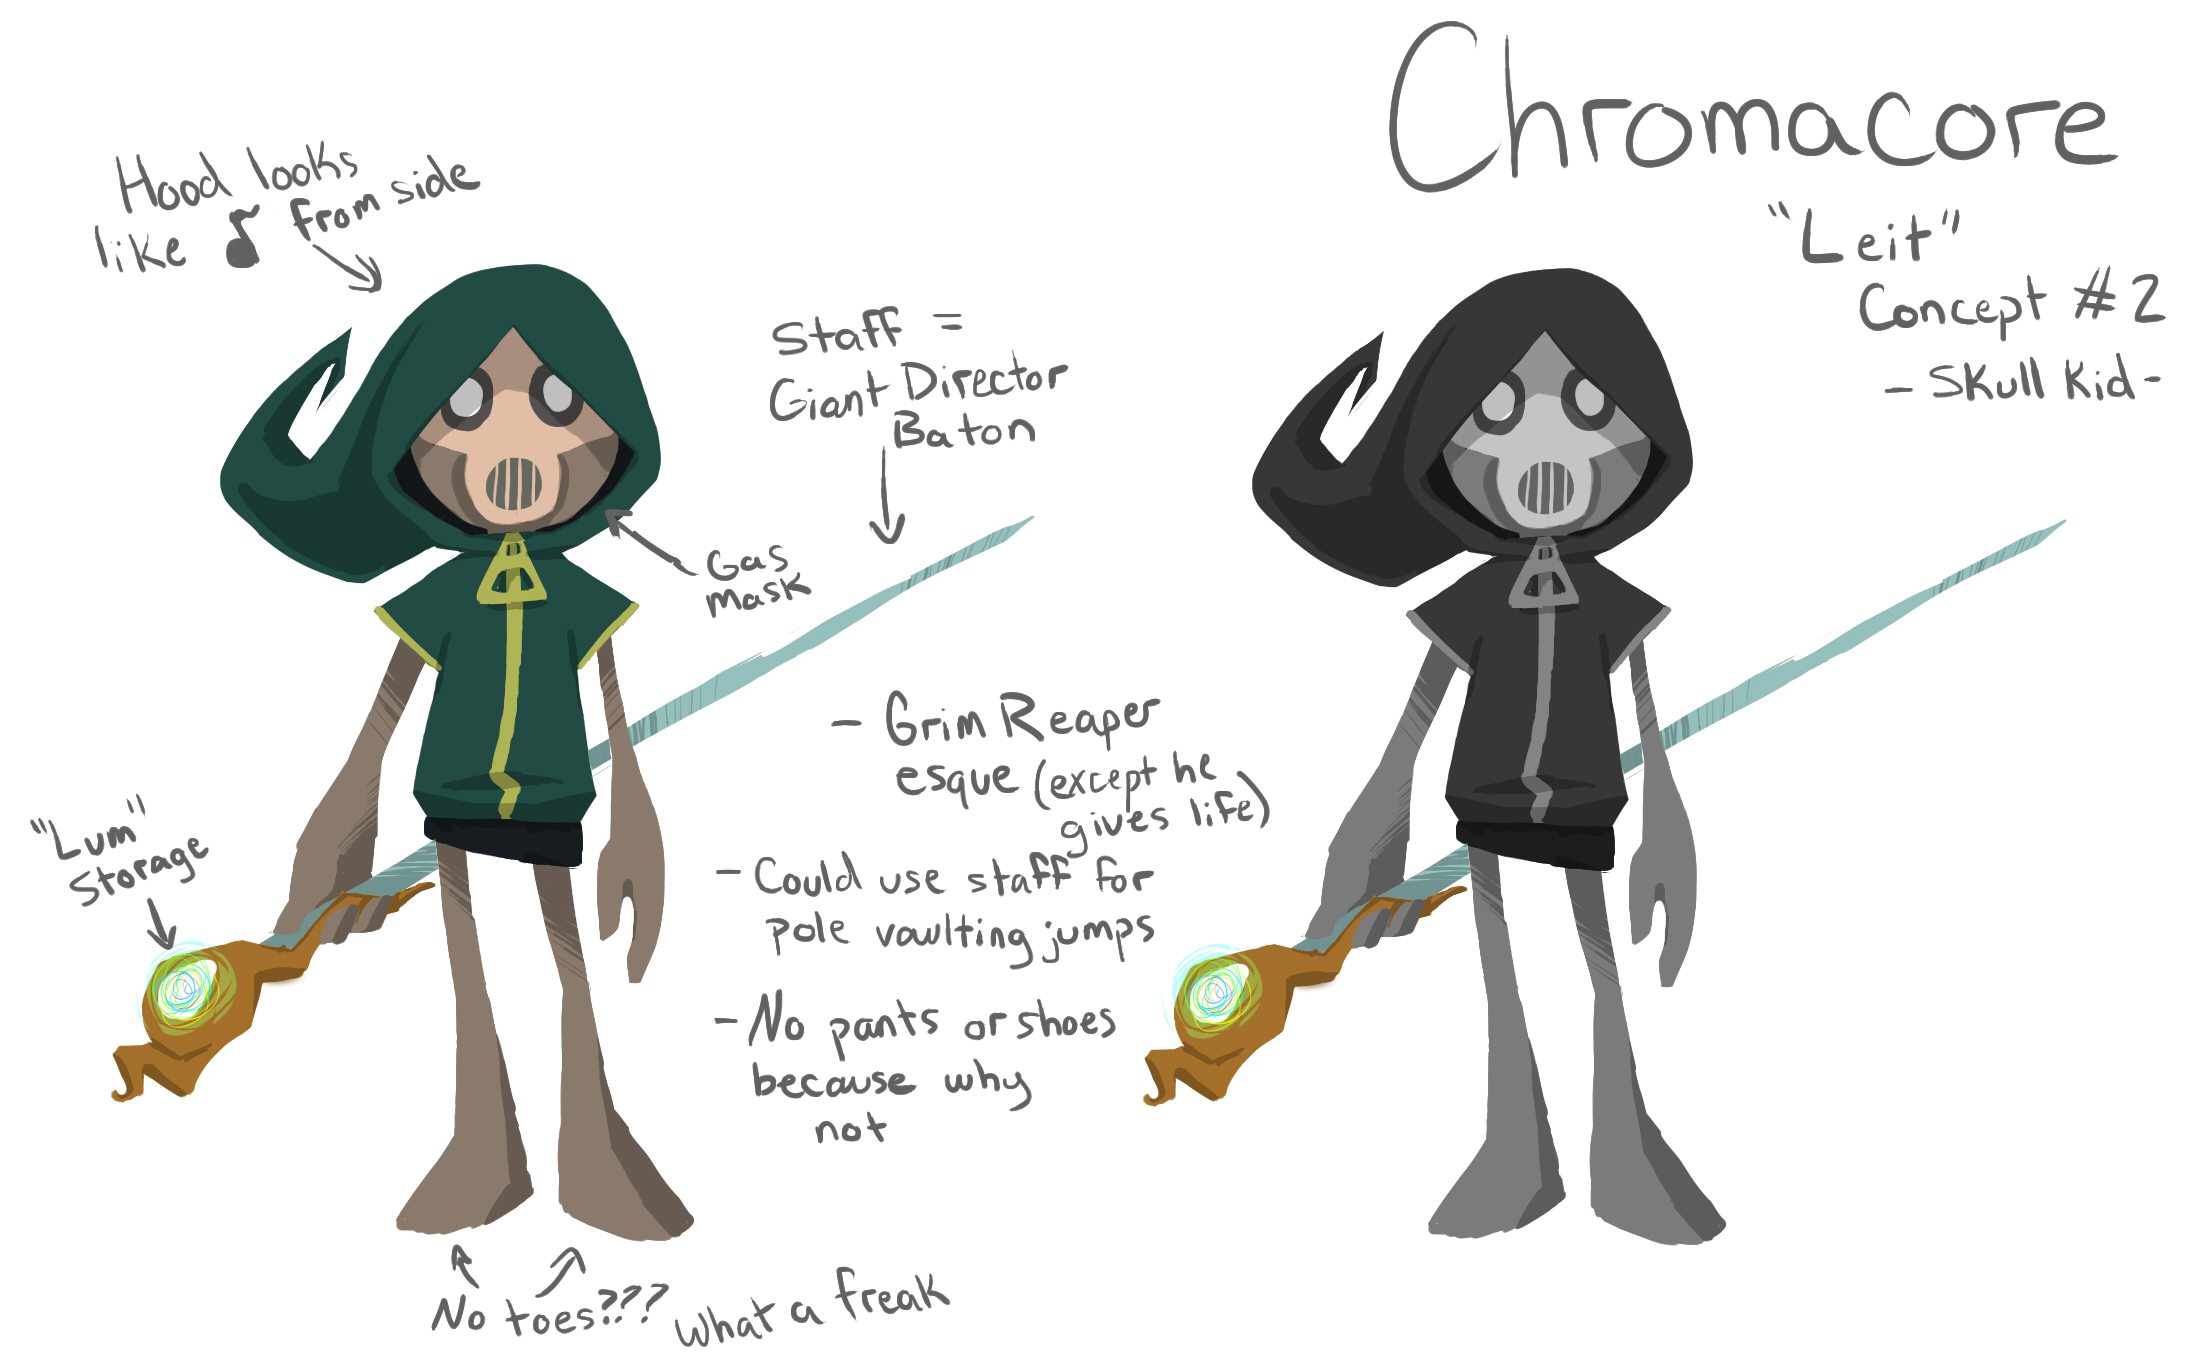 Chromacore
"Leit"
Concept #2
- Skull Kid -
Hood looks
like ♪ from side
Staff =
Giant Director
Baton
Gas
mask
- Grim Reaper
esque (except he
gives life)
"Lum"
Storage
- Could use staff for
pole vaulting jumps
- No pants or shoes
because why
not
No toes??? What a freak